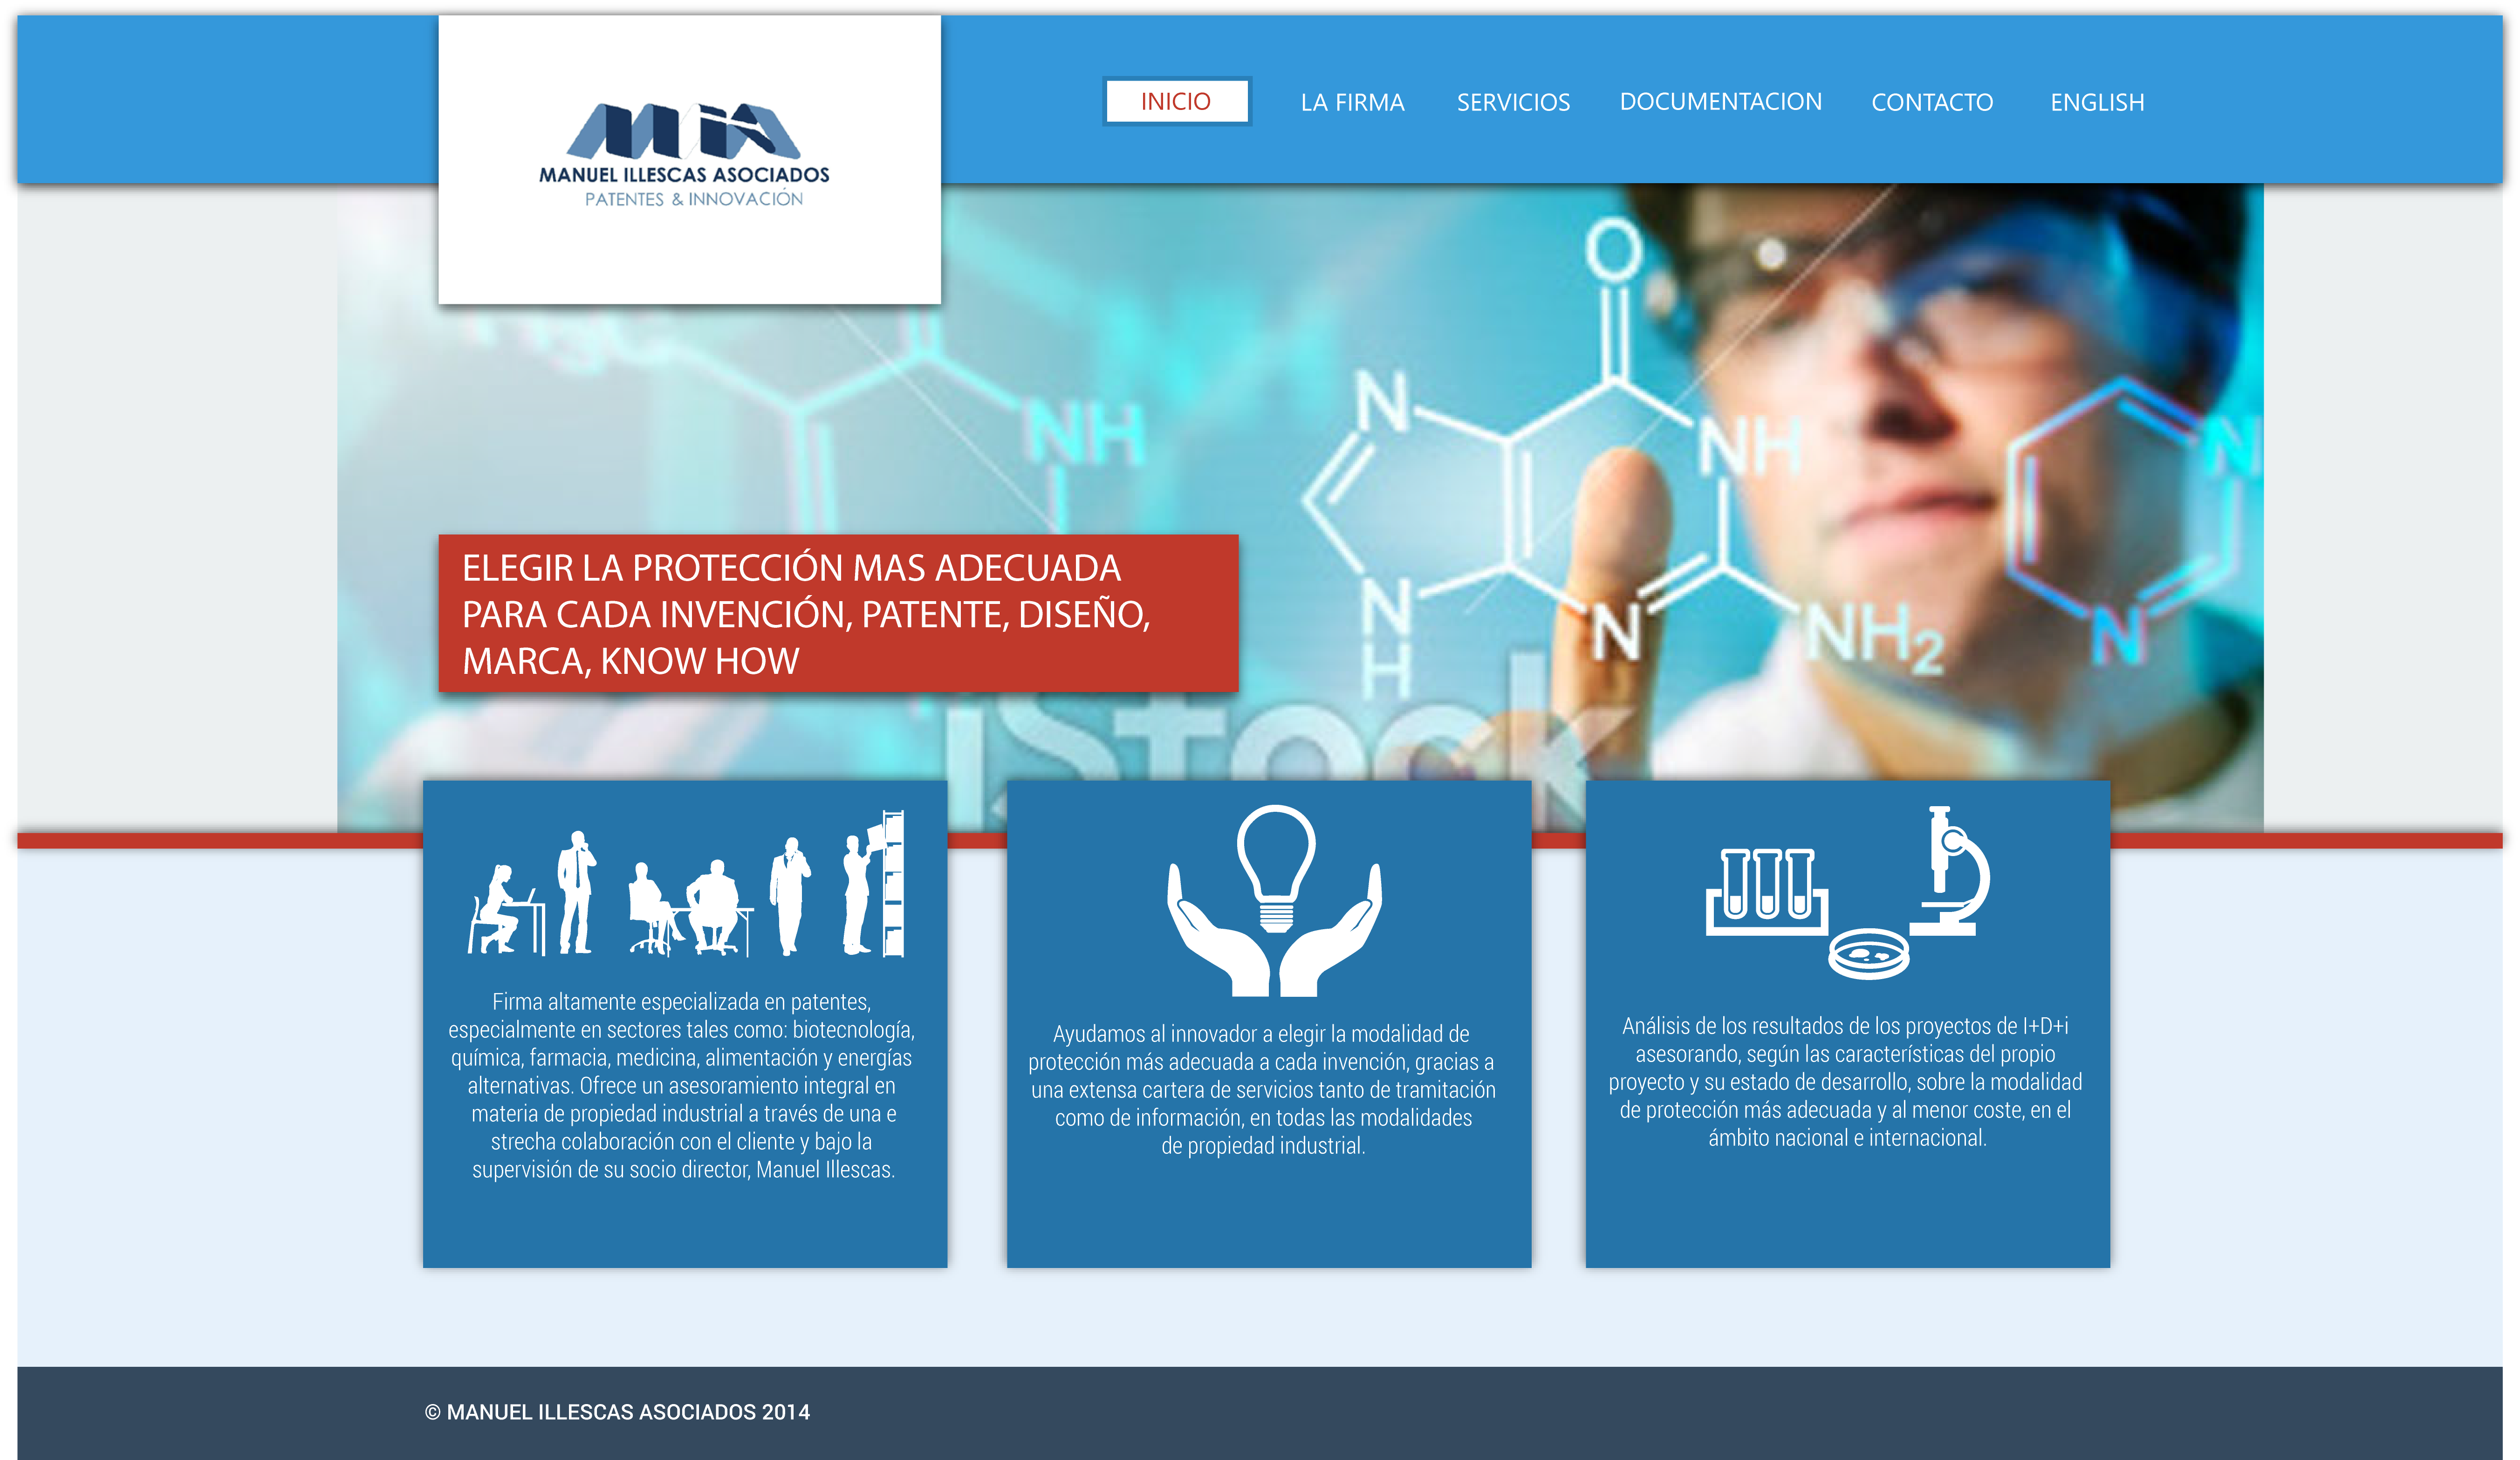 MiA
MANUEL ILLESCAS ASOCIADOS
PATENTES & INNOVACIÓN
INICIO
LA FIRMA
SERVICIOS
DOCUMENTACION
CONTACTO
ENGLISH
O
N
NH
N
H
N
NH2
NH
N
N
ELEGIR LA PROTECCIÓN MAS ADECUADA
PARA CADA INVENCIÓN, PATENTE, DISEÑO,
MARCA, KNOW HOW
iStock
Firma altamente especializada en patentes,
especialmente en sectores tales como: biotecnología,
química, farmacia, medicina, alimentación y energías
alternativas. Ofrece un asesoramiento integral en
materia de propiedad industrial a través de una e
strecha colaboración con el cliente y bajo la
supervisión de su socio director, Manuel Illescas.
Ayudamos al innovador a elegir la modalidad de
protección más adecuada a cada invención, gracias a
una extensa cartera de servicios tanto de tramitación
como de información, en todas las modalidades
de propiedad industrial.
Análisis de los resultados de los proyectos de I+D+i
asesorando, según las características del propio
proyecto y su estado de desarrollo, sobre la modalidad
de protección más adecuada y al menor coste, en el
ámbito nacional e internacional.
© MANUEL ILLESCAS ASOCIADOS 2014